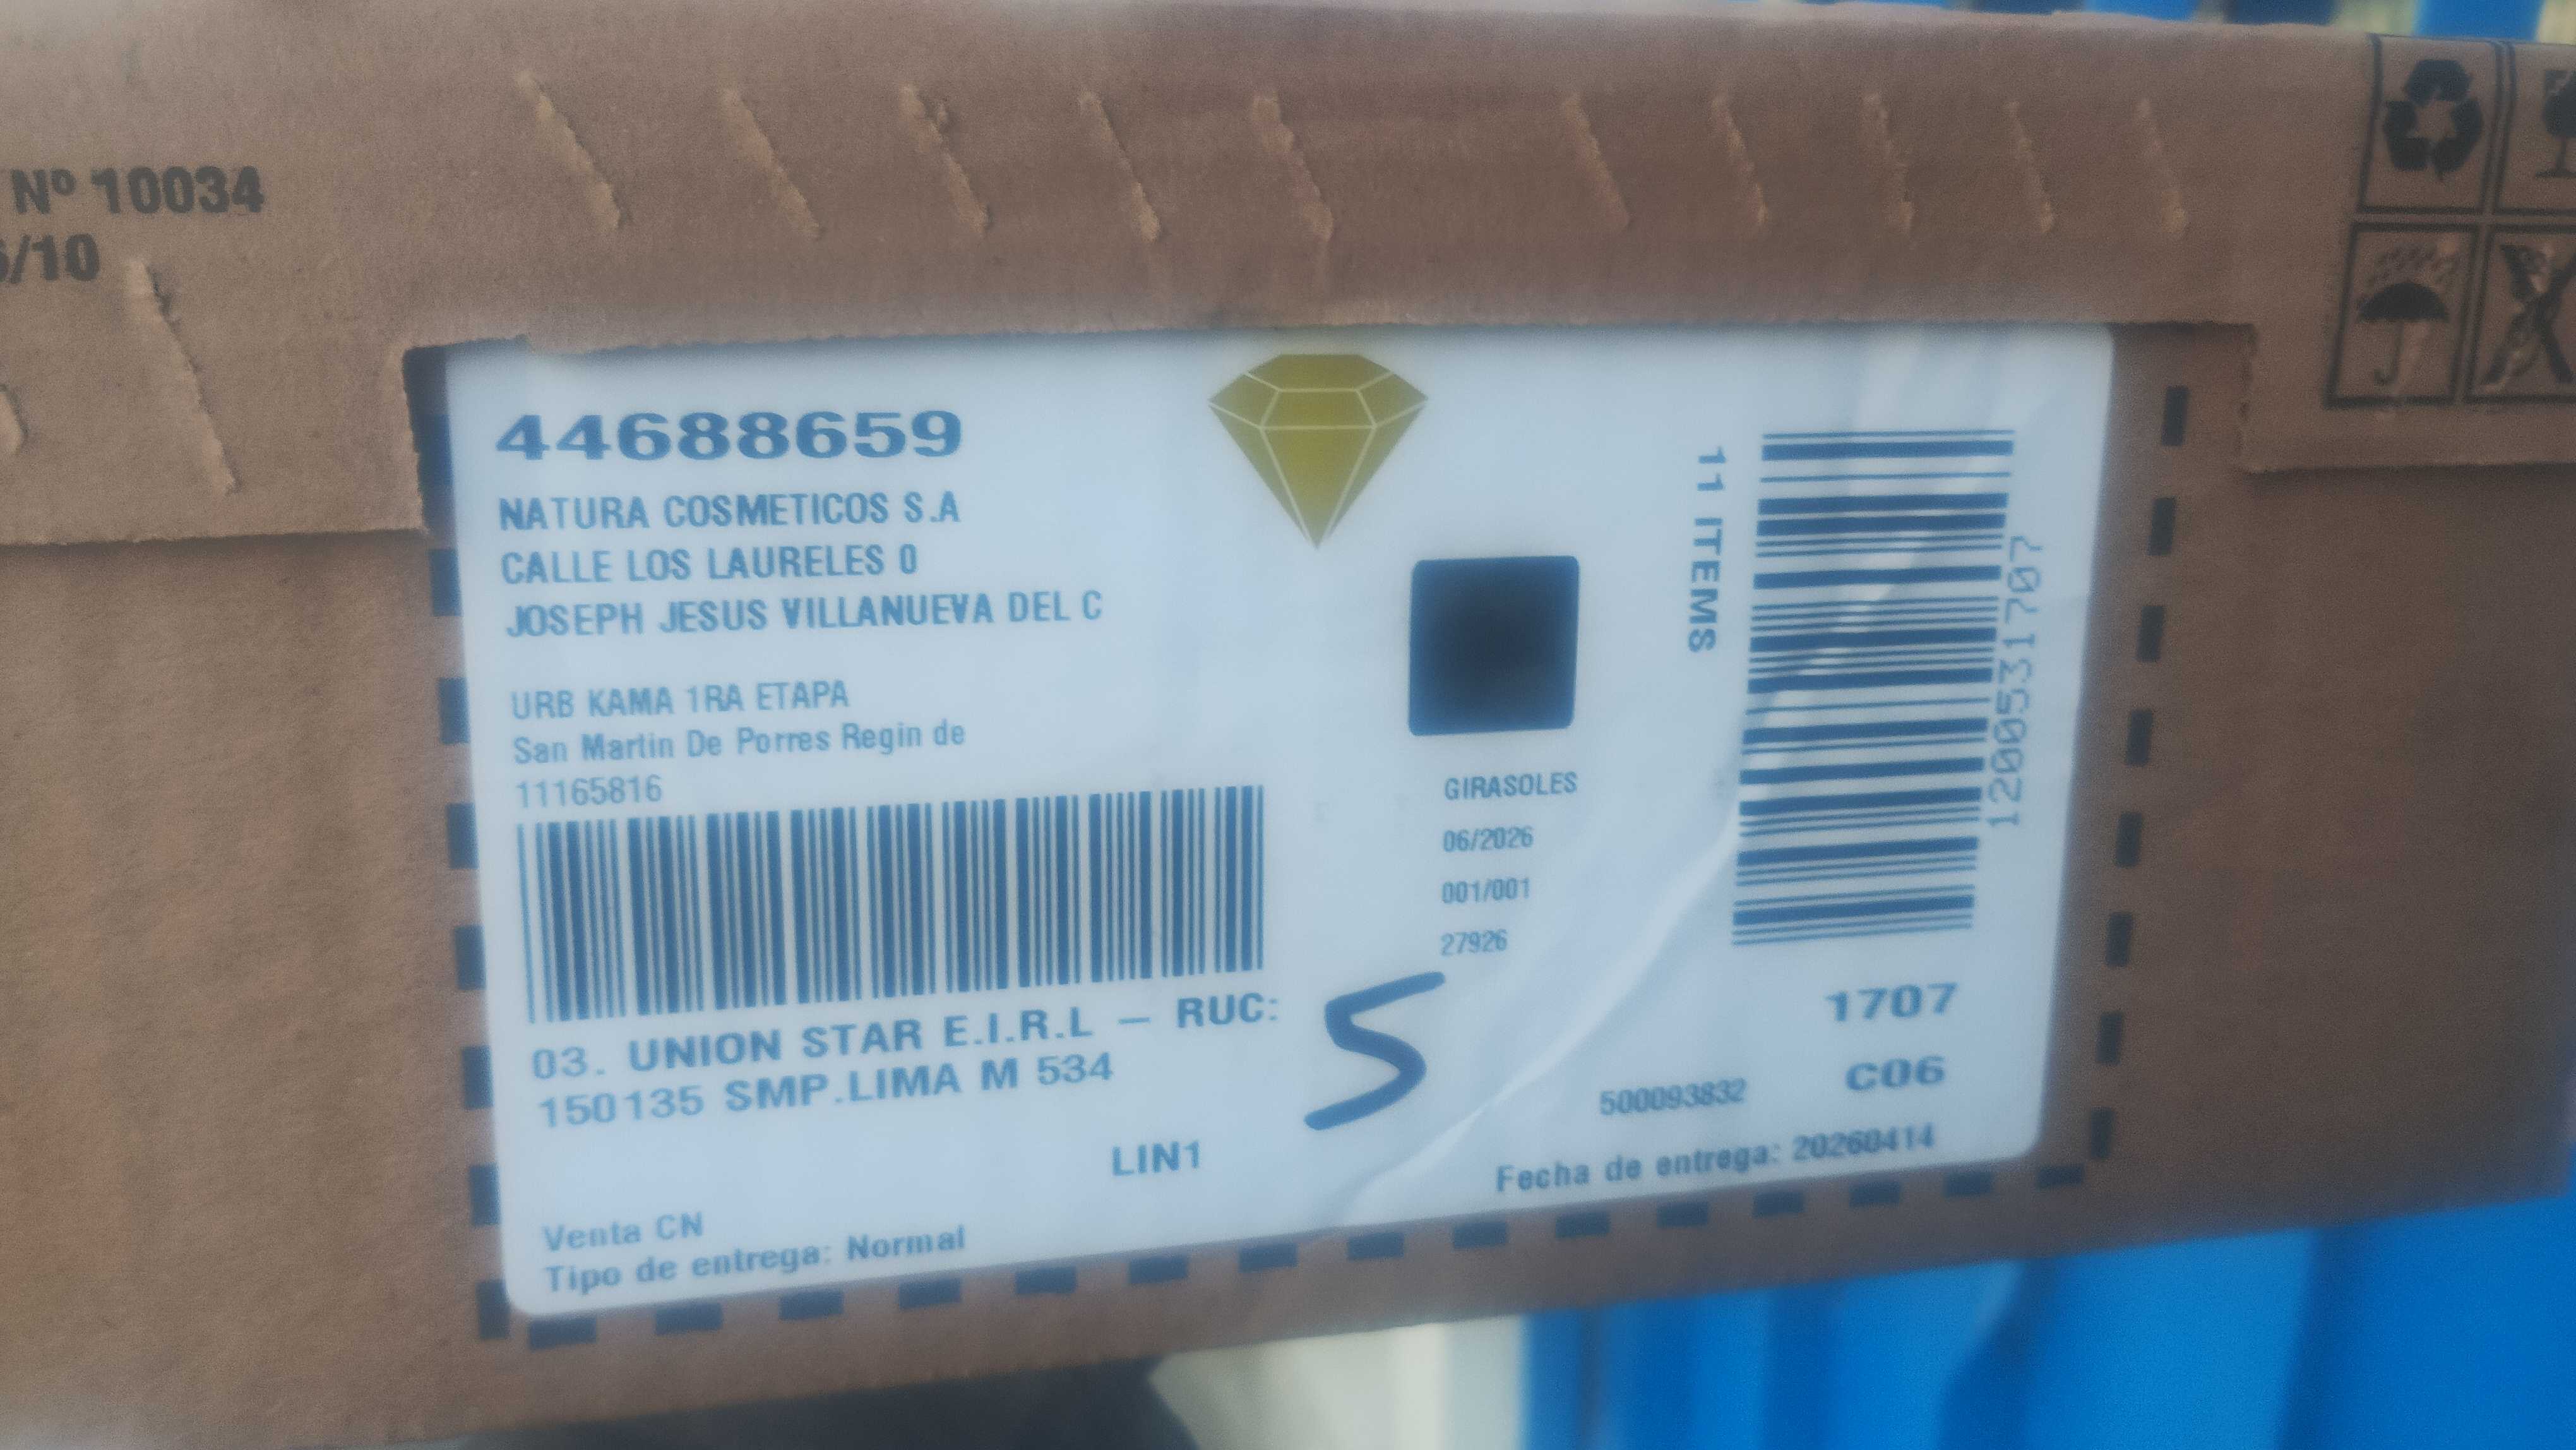 Nº 10034
/10
44688659
NATURA COSMETICOS S.A
CALLE LOS LAURELES 0
JOSEPH JESUS VILLANUEVA DEL C
URB KAMA 1RA ETAPA
San Martin De Porres Regin de
11165816
03. UNION STAR E.I.R.L – RUC:
150135 SMP.LIMA M 534
LIN1
Venta CN
Tipo de entrega: Normal
GIRASOLES
06/2026
001/001
27926
5
11 ITEMS
1200531707
1707
C06
500093832
Fecha de entrega: 20260414